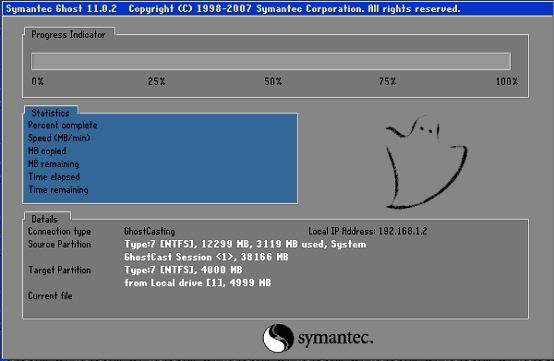 Symantec Ghost 11.0.2 Copyright (C) 1998-2007 Symantec Corporation. All rights reserved.
Progress Indicator
0% 25% 50% 75% 100%
Statistics
Percent complete
Speed (MB/min)
MB copied
MB remaining
Time elapsed
Time remaining
Details
Connection type GhostCasting Local IP Address: 192.168.1.2
Source Partition Type:7 [NTFS], 12299 MB, 3119 MB used, System
GhostCast Session <1>, 38166 MB
Target Partition Type:7 [NTFS], 4000 MB
from Local drive [1], 4999 MB
Current file
symantec.